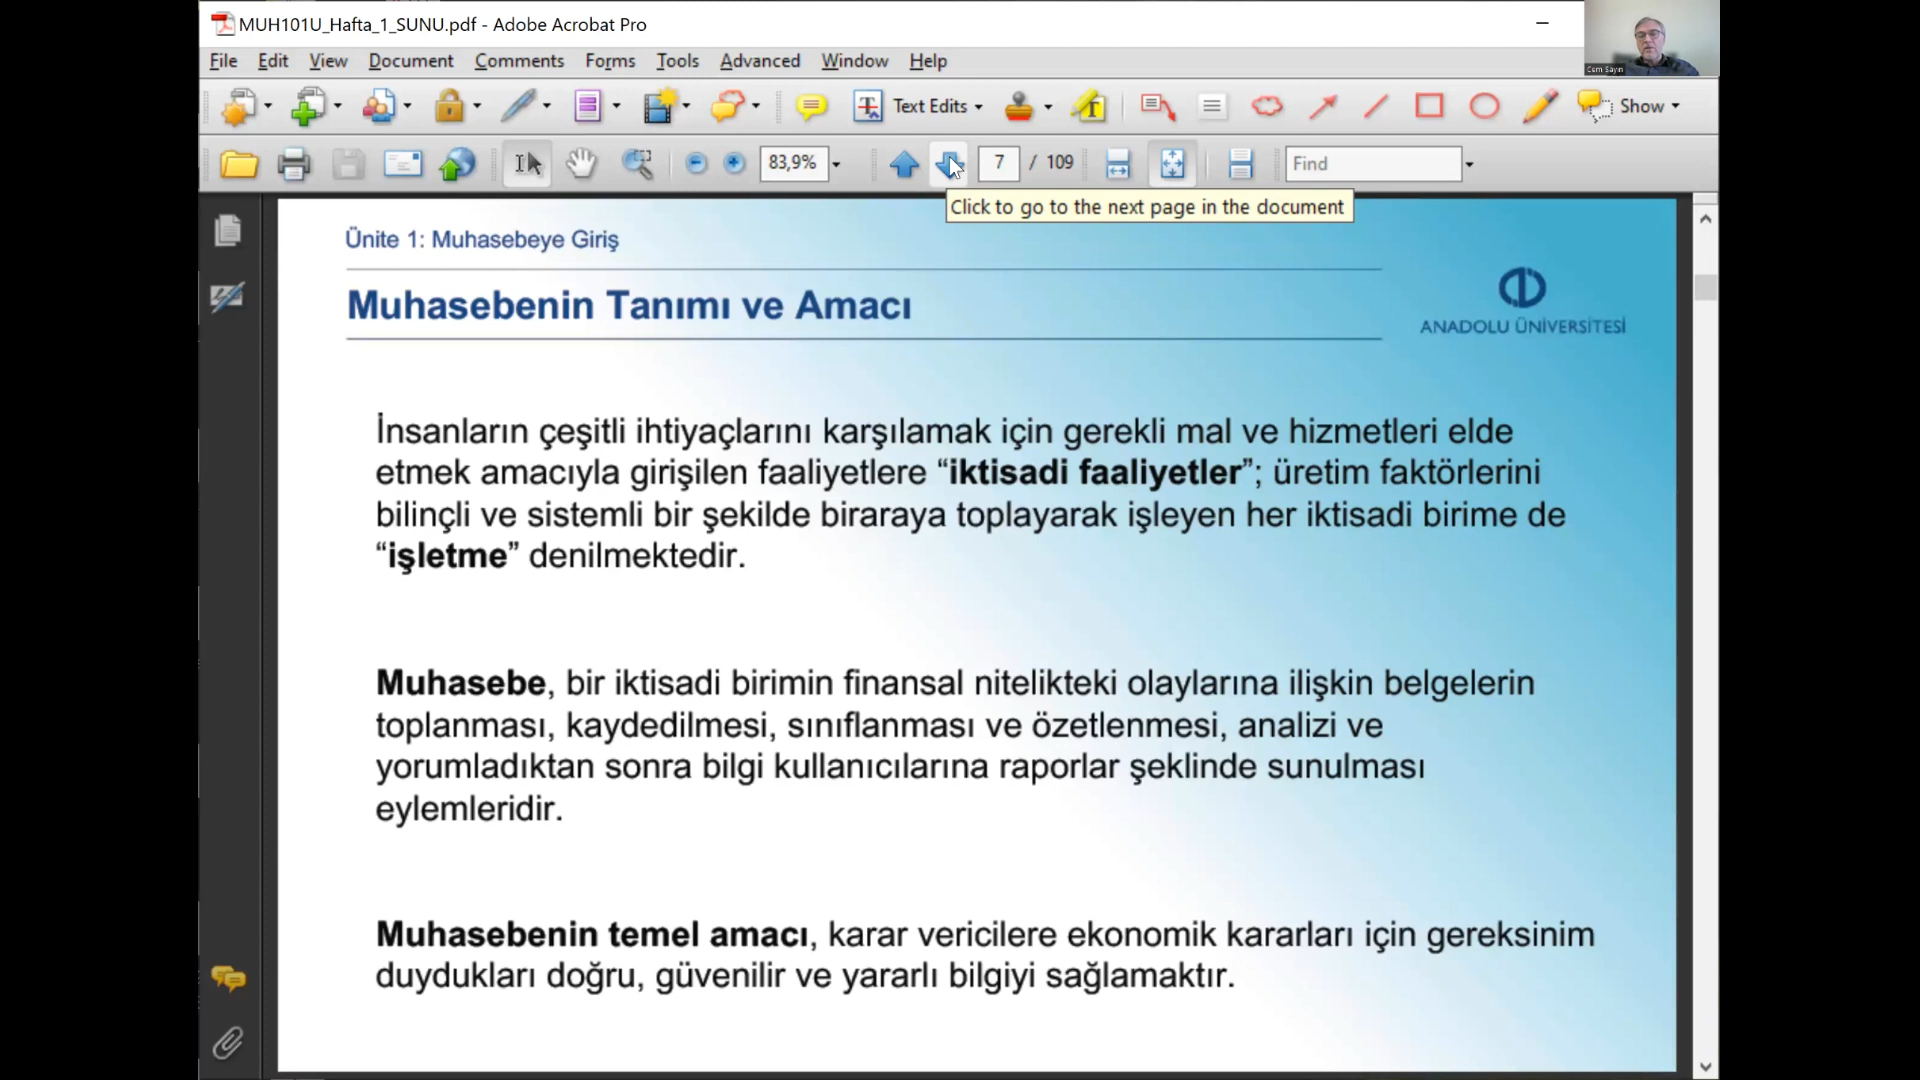 MUH101U_Hafta_1_SUNU.pdf - Adobe Acrobat Pro
Cem Sayın
File Edit View Document Comments Forms Tools Advanced Window Help
Text Edits Show
83,9% 7 / 109 Find
Click to go to the next page in the document
Ünite 1: Muhasebeye Giriş
Muhasebenin Tanımı ve Amacı
ANADOLU ÜNİVERSİTESİ
İnsanların çeşitli ihtiyaçlarını karşılamak için gerekli mal ve hizmetleri elde
etmek amacıyla girişilen faaliyetlere “iktisadi faaliyetler”; üretim faktörlerini
bilinçli ve sistemli bir şekilde biraraya toplayarak işleyen her iktisadi birime de
“işletme” denilmektedir.
Muhasebe, bir iktisadi birimin finansal nitelikteki olaylarına ilişkin belgelerin
toplanması, kaydedilmesi, sınıflanması ve özetlenmesi, analizi ve
yorumladıktan sonra bilgi kullanıcılarına raporlar şeklinde sunulması
eylemleridir.
Muhasebenin temel amacı, karar vericilere ekonomik kararları için gereksinim
duydukları doğru, güvenilir ve yararlı bilgiyi sağlamaktır.